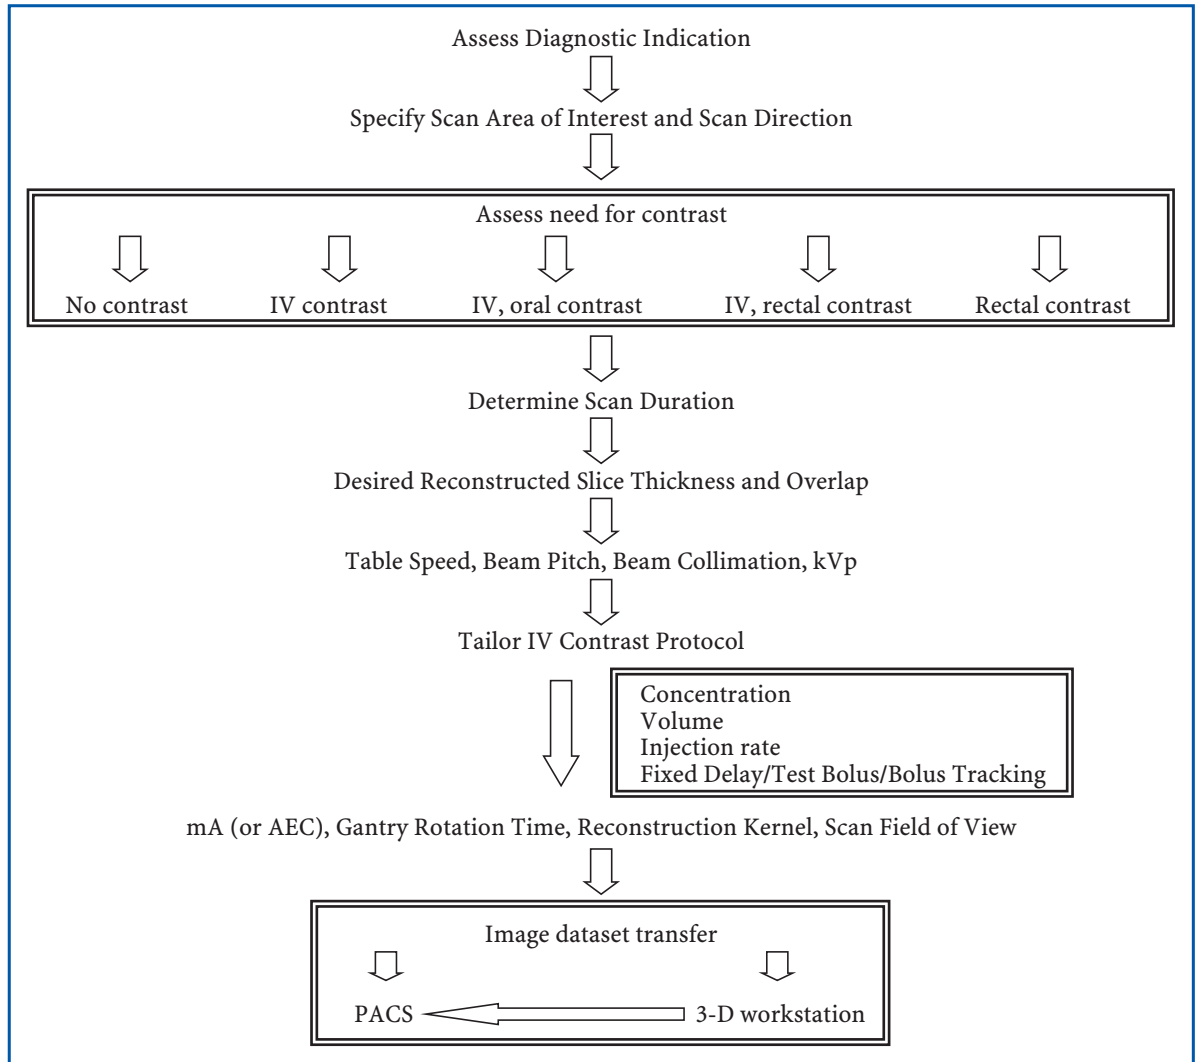 Assess Diagnostic Indication
Specify Scan Area of Interest and Scan Direction
Assess need for contrast
No contrast
IV contrast
IV, oral contrast
IV, rectal contrast
Rectal contrast
Determine Scan Duration
Desired Reconstructed Slice Thickness and Overlap
Table Speed, Beam Pitch, Beam Collimation, kVp
Tailor IV Contrast Protocol
Concentration
Volume
Injection rate
Fixed Delay/Test Bolus/Bolus Tracking
mA (or AEC), Gantry Rotation Time, Reconstruction Kernel, Scan Field of View
Image dataset transfer
PACS
3-D workstation